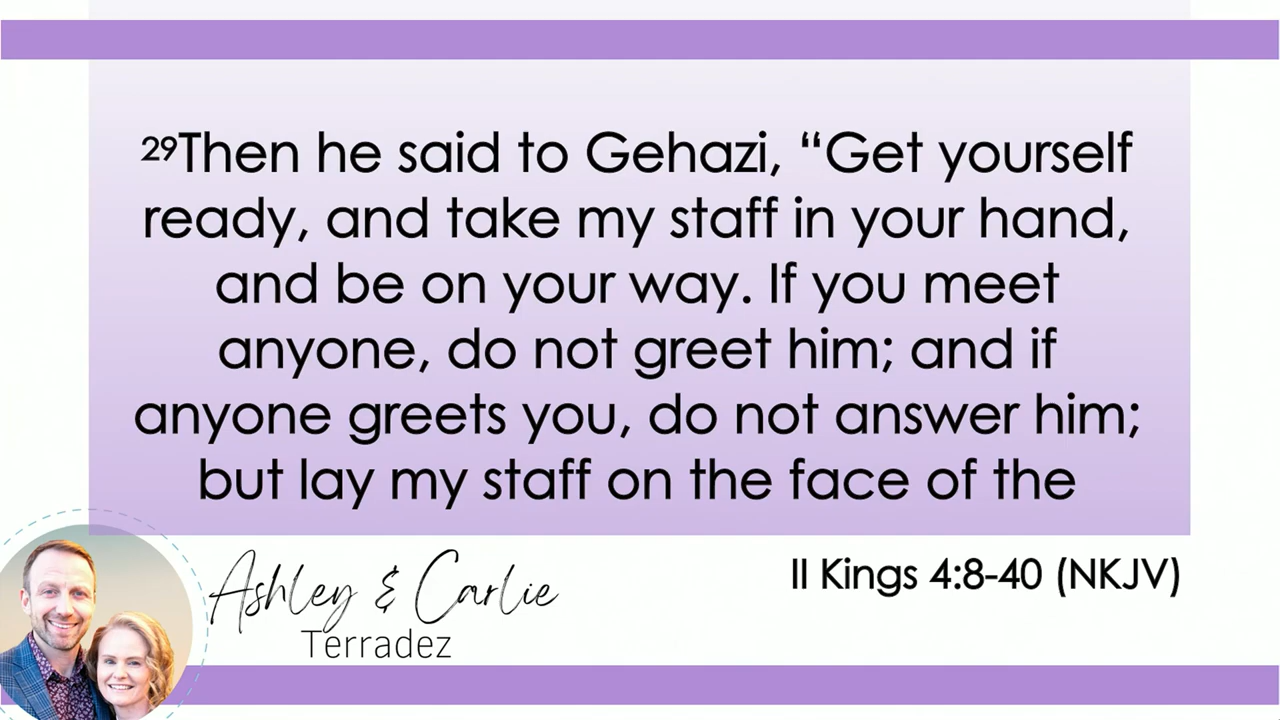 29Then he said to Gehazi, “Get yourself
ready, and take my staff in your hand,
and be on your way. If you meet
anyone, do not greet him; and if
anyone greets you, do not answer him;
but lay my staff on the face of the
II Kings 4:8-40 (NKJV)
Ashley & Carlie
Terradez